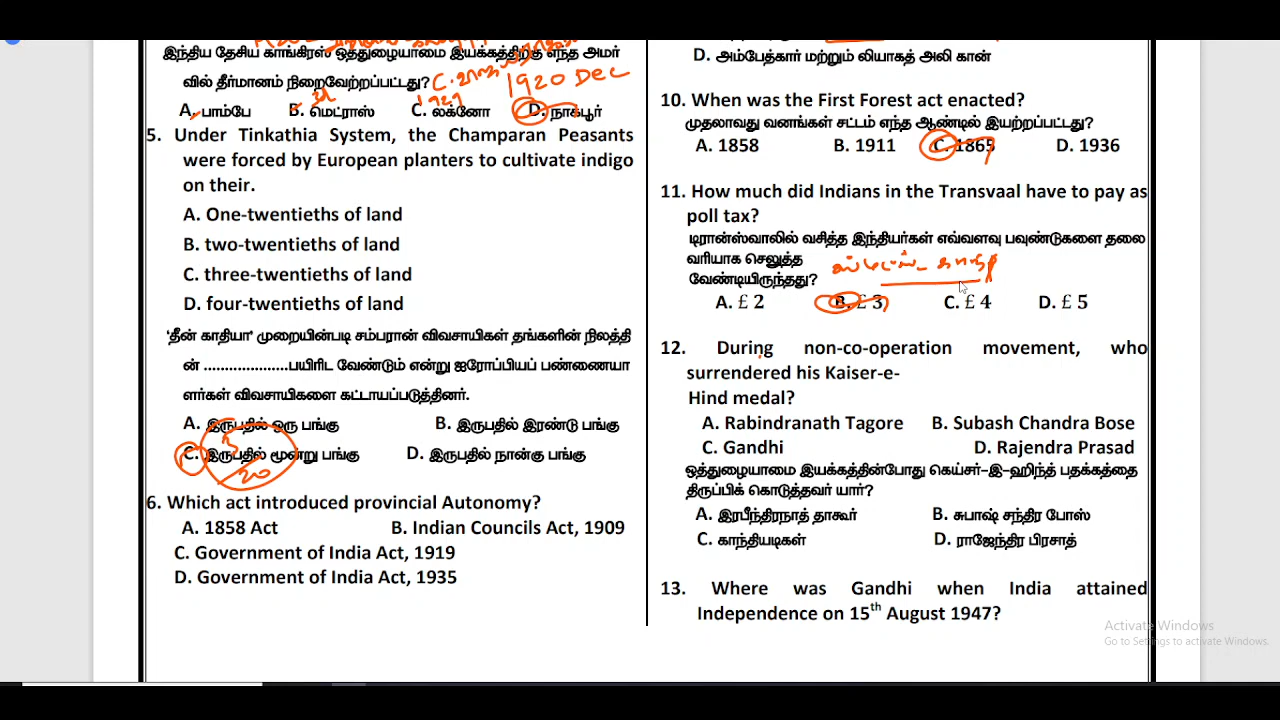 இந்திய தேசிய காங்கிரஸ் ஒத்துழையாமை இயக்கத்திற்கு எந்த அமர்
வில் தீர்மானம் நிறைவேற்றப்பட்டது?
1920 Dec
A. பாம்பே B. மெட்ராஸ் C. லக்னோ D. நாக்பூர்
5. Under Tinkathia System, the Champaran Peasants
were forced by European planters to cultivate indigo
on their.
A. One-twentieths of land
B. two-twentieths of land
C. three-twentieths of land
D. four-twentieths of land
'தீன் காதியா' முறையின்படி சம்பரான் விவசாயிகள் தங்களின் நிலத்தி
ன் ....................பயிரிட வேண்டும் என்று ஐரோப்பியப் பண்ணையா
ளர்கள் விவசாயிகளை கட்டாயப்படுத்தினர்.
A. இருபதில் ஒரு பங்கு B. இருபதில் இரண்டு பங்கு
C. இருபதில் மூன்று பங்கு D. இருபதில் நான்கு பங்கு
3/20
6. Which act introduced provincial Autonomy?
A. 1858 Act B. Indian Councils Act, 1909
C. Government of India Act, 1919
D. Government of India Act, 1935
D. அம்பேத்கார் மற்றும் லியாகத் அலி கான்
10. When was the First Forest act enacted?
முதலாவது வனங்கள் சட்டம் எந்த ஆண்டில் இயற்றப்பட்டது?
A. 1858 B. 1911 C. 1865 D. 1936
11. How much did Indians in the Transvaal have to pay as
poll tax?
டிரான்ஸ்வாலில் வசித்த இந்தியர்கள் எவ்வளவு பவுண்டுகளை தலை
வரியாக செலுத்த
வேண்டியிருந்தது?
A. £ 2 B. £ 3 C. £ 4 D. £ 5
12. During non-co-operation movement, who
surrendered his Kaiser-e-
Hind medal?
A. Rabindranath Tagore B. Subash Chandra Bose
C. Gandhi D. Rajendra Prasad
ஒத்துழையாமை இயக்கத்தின்போது கெய்சர்-இ-ஹிந்த் பதக்கத்தை
திருப்பிக் கொடுத்தவர் யார்?
A. இரபீந்திரநாத் தாகூர் B. சுபாஷ் சந்திர போஸ்
C. காந்தியடிகள் D. ராஜேந்திர பிரசாத்
13. Where was Gandhi when India attained
Independence on 15th August 1947?
Activate Windows
Go to Settings to activate Windows.